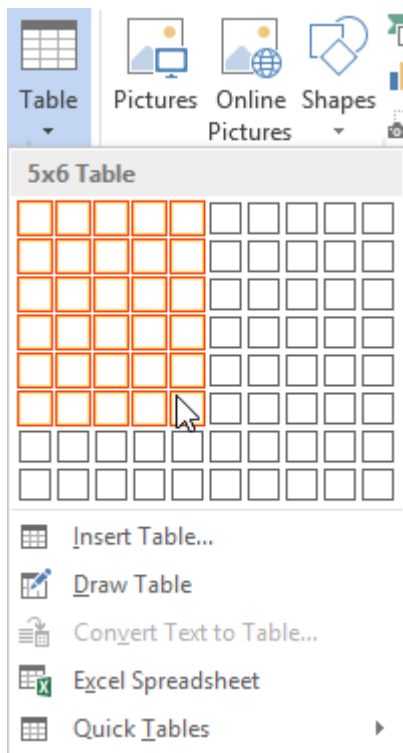 Table Pictures Online Shapes
Pictures
5x6 Table
Insert Table...
Draw Table
Convert Text to Table...
Excel Spreadsheet
Quick Tables